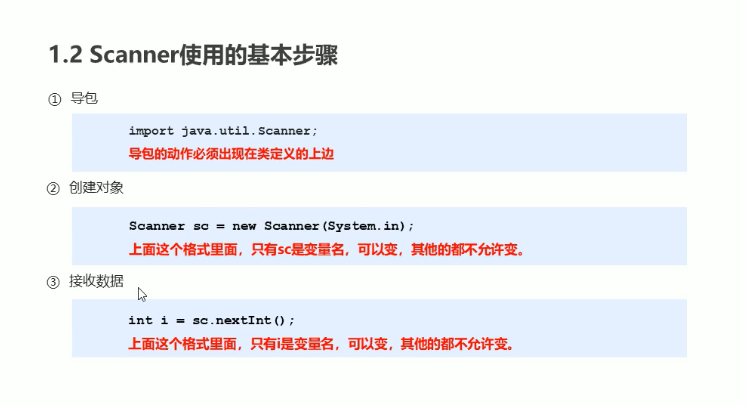 1.2 Scanner使用的基本步骤
① 导包
import java.util.Scanner;
导包的动作必须出现在类定义的上边
② 创建对象
Scanner sc = new Scanner(System.in);
上面这个格式里面，只有sc是变量名，可以变，其他的都不允许变。
③ 接收数据
int i = sc.nextInt();
上面这个格式里面，只有i是变量名，可以变，其他的都不允许变。